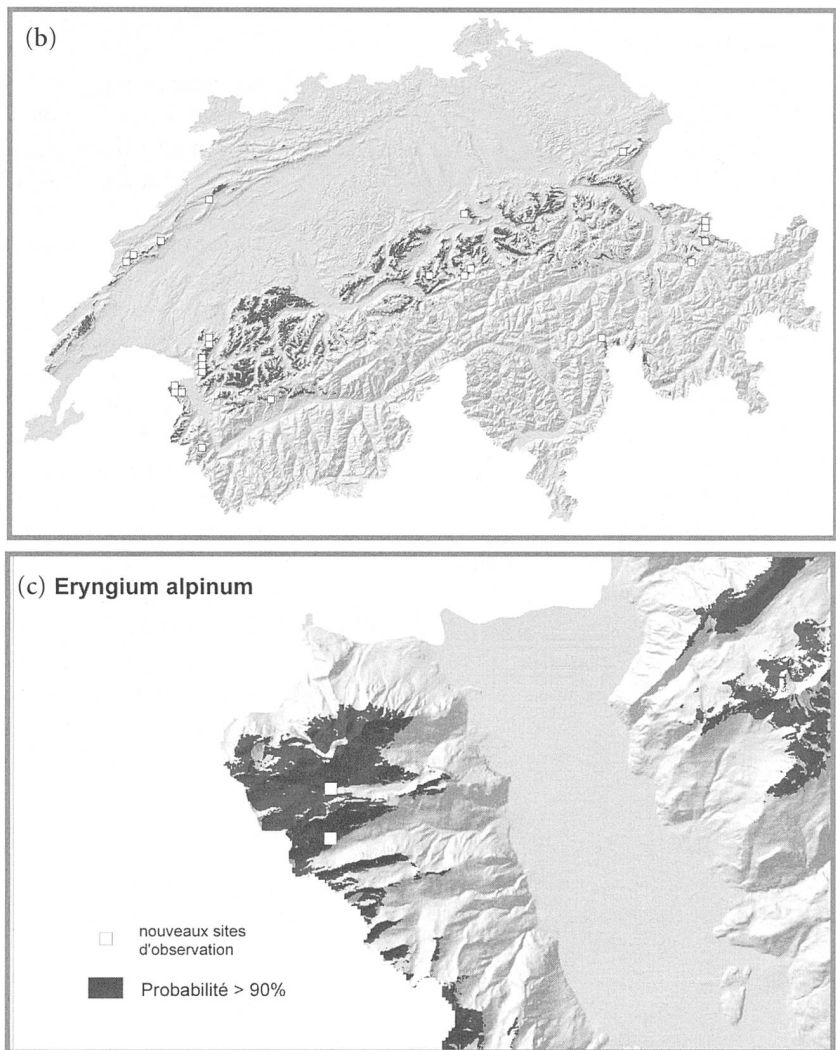 (b)
(c) Eryngium alpinum
nouveaux sites
d'observation
Probabilité > 90%